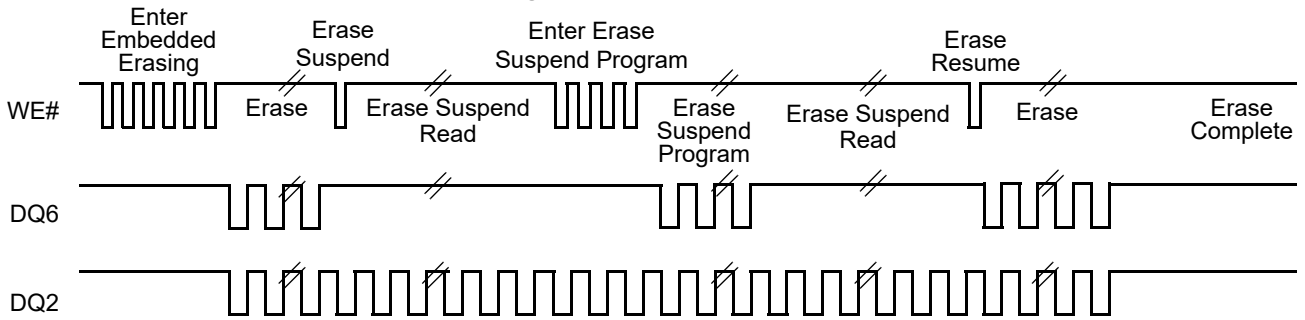 Enter
Embedded
Erasing
Erase
Suspend
Enter Erase
Suspend Program
Erase
Resume
WE#
Erase
Erase Suspend
Read
Erase
Suspend
Program
Erase Suspend
Read
Erase
Erase
Complete
DQ6
DQ2